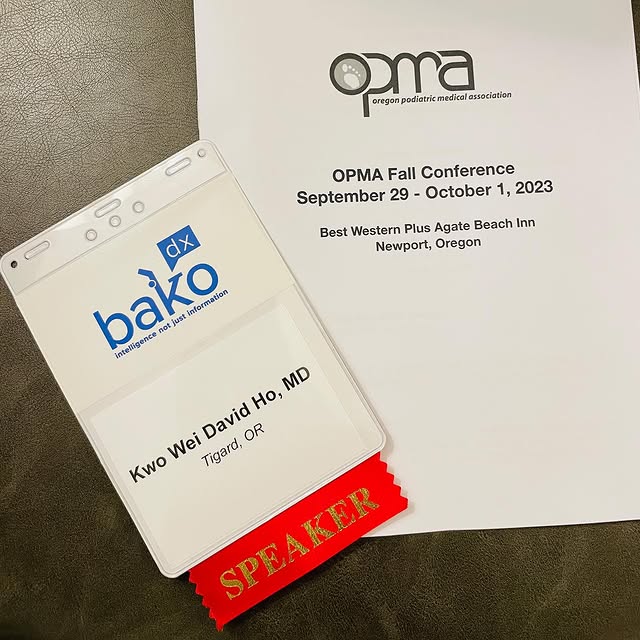 opma
oregon podiatric medical association
OPMA Fall Conference
September 29 - October 1, 2023
Best Western Plus Agate Beach Inn
Newport, Oregon
dx
bako
intelligence not just information
Kwo Wei David Ho, MD
Tigard, OR
SPEAKER